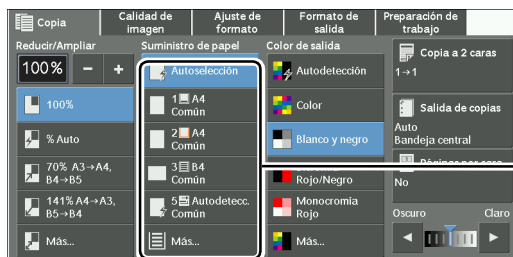 Copia
Calidad de
imagen
Ajuste de
formato
Formato de
salida
Preparación de
trabajo
Reducir/Ampliar
100% - +
100%
% Auto
70% A3→A4,
B4→B5
141% A4→A3,
B5→B4
Más...
Suministro de papel
Autoselección
1 A4
Común
2 A4
Común
3 B4
Común
5 Autodetecc.
Común
Más...
Color de salida
Autodetección
Color
Blanco y negro
Rojo/Negro
Monocromía
Rojo
Más...
Copia a 2
caras
1→1
Salida de copias
Auto
Bandeja central
Páginas por cara
No
Oscuro Claro